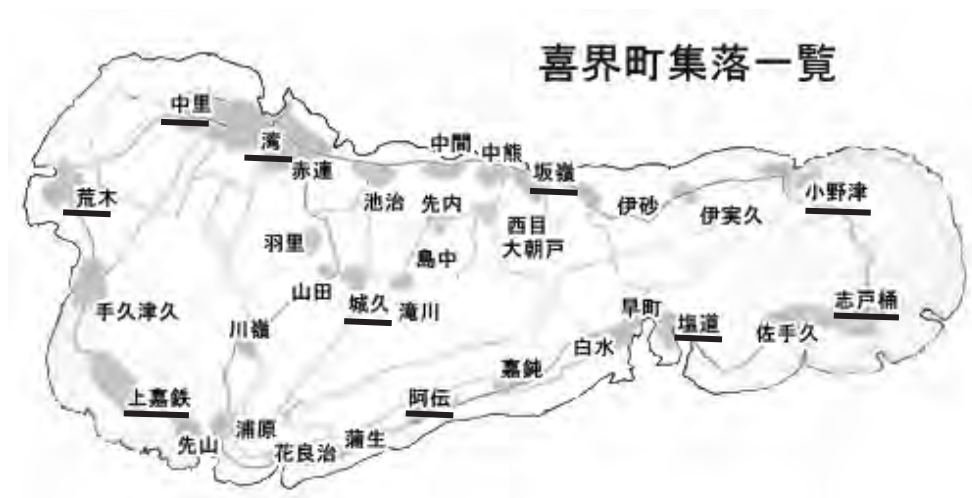 喜界町集落一覧
中里
湾
赤連
中間
中熊
坂嶺
荒木
池治
先内
伊砂
伊実久
小野津
羽里
西目
大朝戸
島中
山田
城久
滝川
手久津久
川嶺
早町
塩道
志戸桶
佐手久
白水
嘉鈍
上嘉鉄
阿伝
先山
浦原
花良治
蒲生